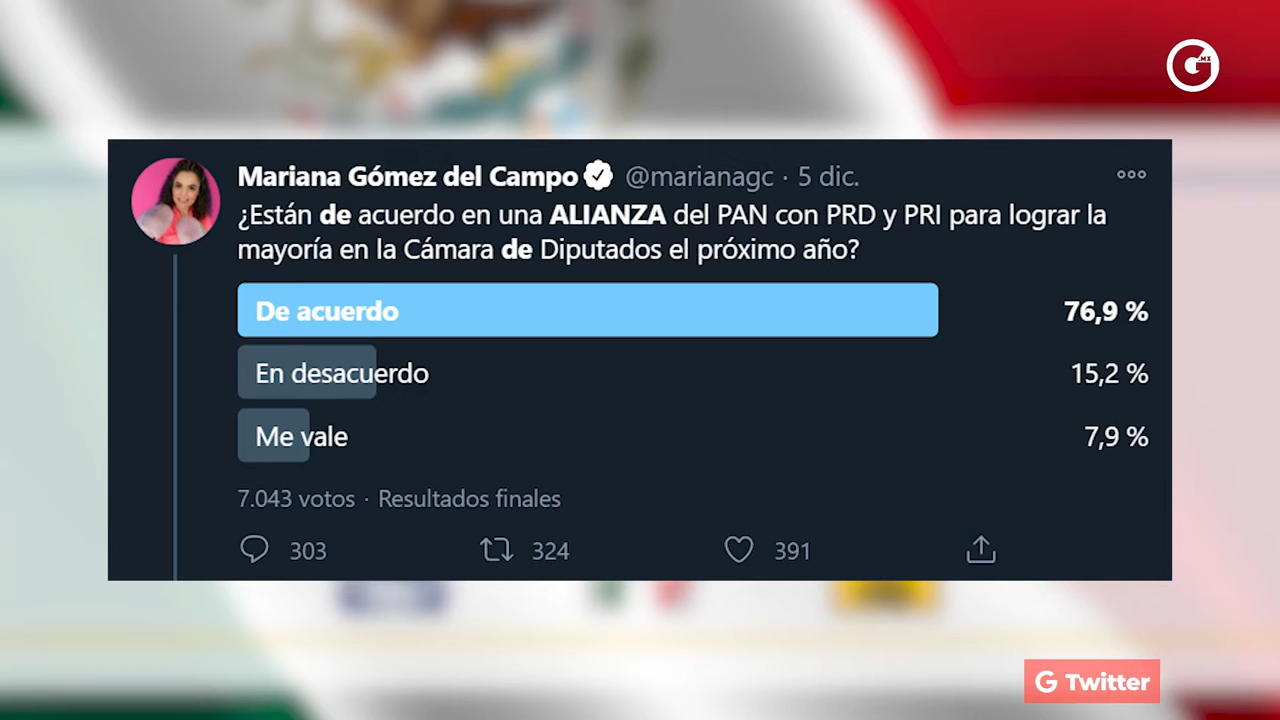 G.MX
Mariana Gómez del Campo @marianagc · 5 dic.
¿Están de acuerdo en una ALIANZA del PAN con PRD y PRI para lograr la
mayoría en la Cámara de Diputados el próximo año?
De acuerdo 76,9 %
En desacuerdo 15,2 %
Me vale 7,9 %
7.043 votos · Resultados finales
303 324 391
G Twitter